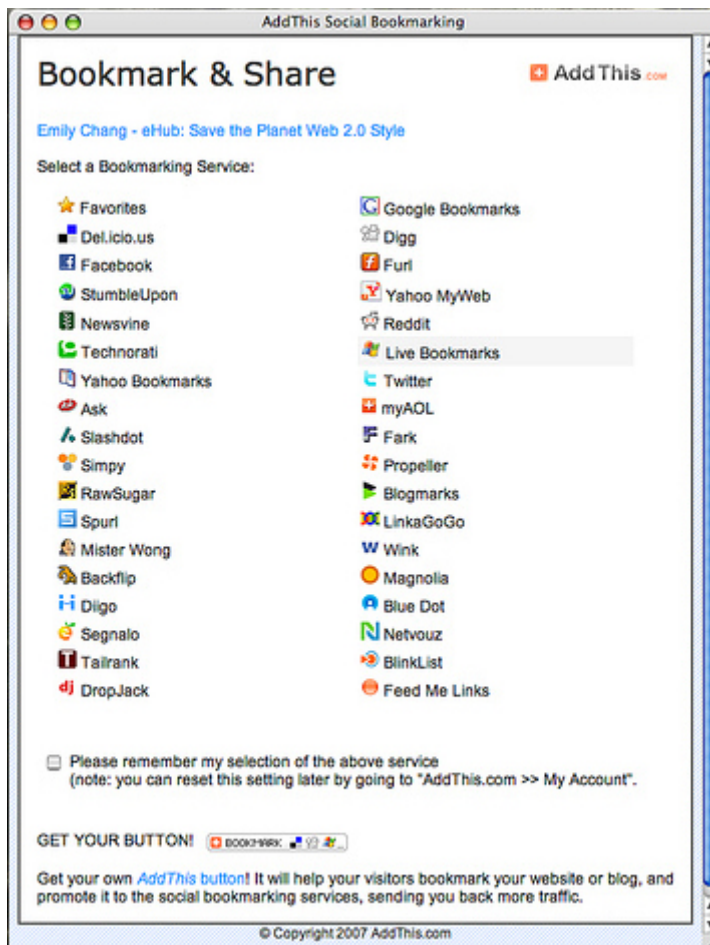 AddThis Social Bookmarking
Bookmark & Share
AddThis.com
Emily Chang - eHub: Save the Planet Web 2.0 Style
Select a Bookmarking Service:
Favorites Google Bookmarks
Del.icio.us Digg
Facebook Furl
StumbleUpon Yahoo MyWeb
Newsvine Reddit
Technorati Live Bookmarks
Yahoo Bookmarks Twitter
Ask myAOL
Slashdot Fark
Simpy Propeller
RawSugar Blogmarks
Spurl LinkaGoGo
Mister Wong Wink
Backflip Magnolia
Diigo Blue Dot
Segnalo Netvouz
Tailrank BlinkList
DropJack Feed Me Links
Please remember my selection of the above service
(note: you can reset this setting later by going to "AddThis.com >> My Account".
GET YOUR BUTTON! BOOKMARK
Get your own AddThis button! It will help your visitors bookmark your website or blog, and
promote it to the social bookmarking services, sending you back more traffic.
© Copyright 2007 AddThis.com